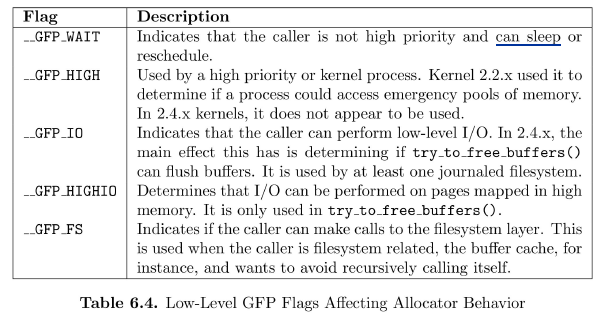 Flag Description
__GFP_WAIT Indicates that the caller is not high priority and can sleep or
reschedule.
__GFP_HIGH Used by a high priority or kernel process. Kernel 2.2.x used it to
determine if a process could access emergency pools of memory.
In 2.4.x kernels, it does not appear to be used.
__GFP_IO Indicates that the caller can perform low-level I/O. In 2.4.x, the
main effect this has is determining if try_to_free_buffers()
can flush buffers. It is used by at least one journaled filesystem.
__GFP_HIGHIO Determines that I/O can be performed on pages mapped in high
memory. It is only used in try_to_free_buffers().
__GFP_FS Indicates if the caller can make calls to the filesystem layer. This
is used when the caller is filesystem related, the buffer cache, for
instance, and wants to avoid recursively calling itself.
Table 6.4. Low-Level GFP Flags Affecting Allocator Behavior